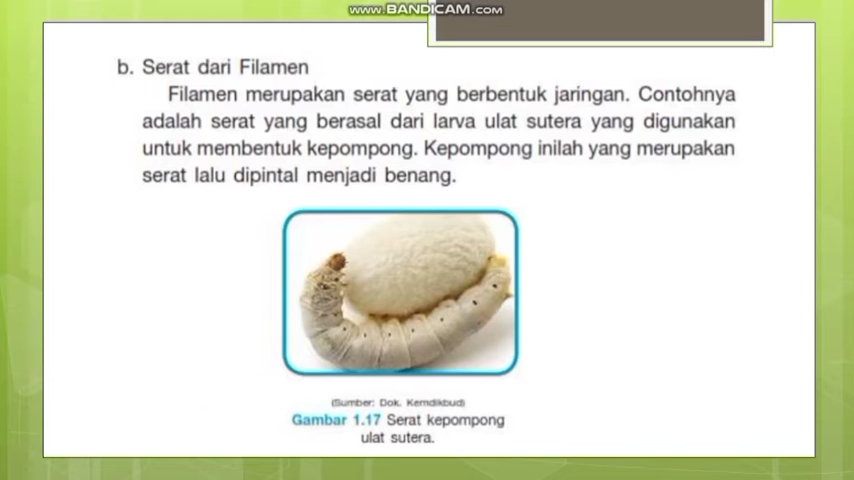 www.BANDICAM.com
b. Serat dari Filamen
Filamen merupakan serat yang berbentuk jaringan. Contohnya
adalah serat yang berasal dari larva ulat sutera yang digunakan
untuk membentuk kepompong. Kepompong inilah yang merupakan
serat lalu dipintal menjadi benang.
(Sumber: Dok. Kemdikbud)
Gambar 1.17 Serat kepompong
ulat sutera.